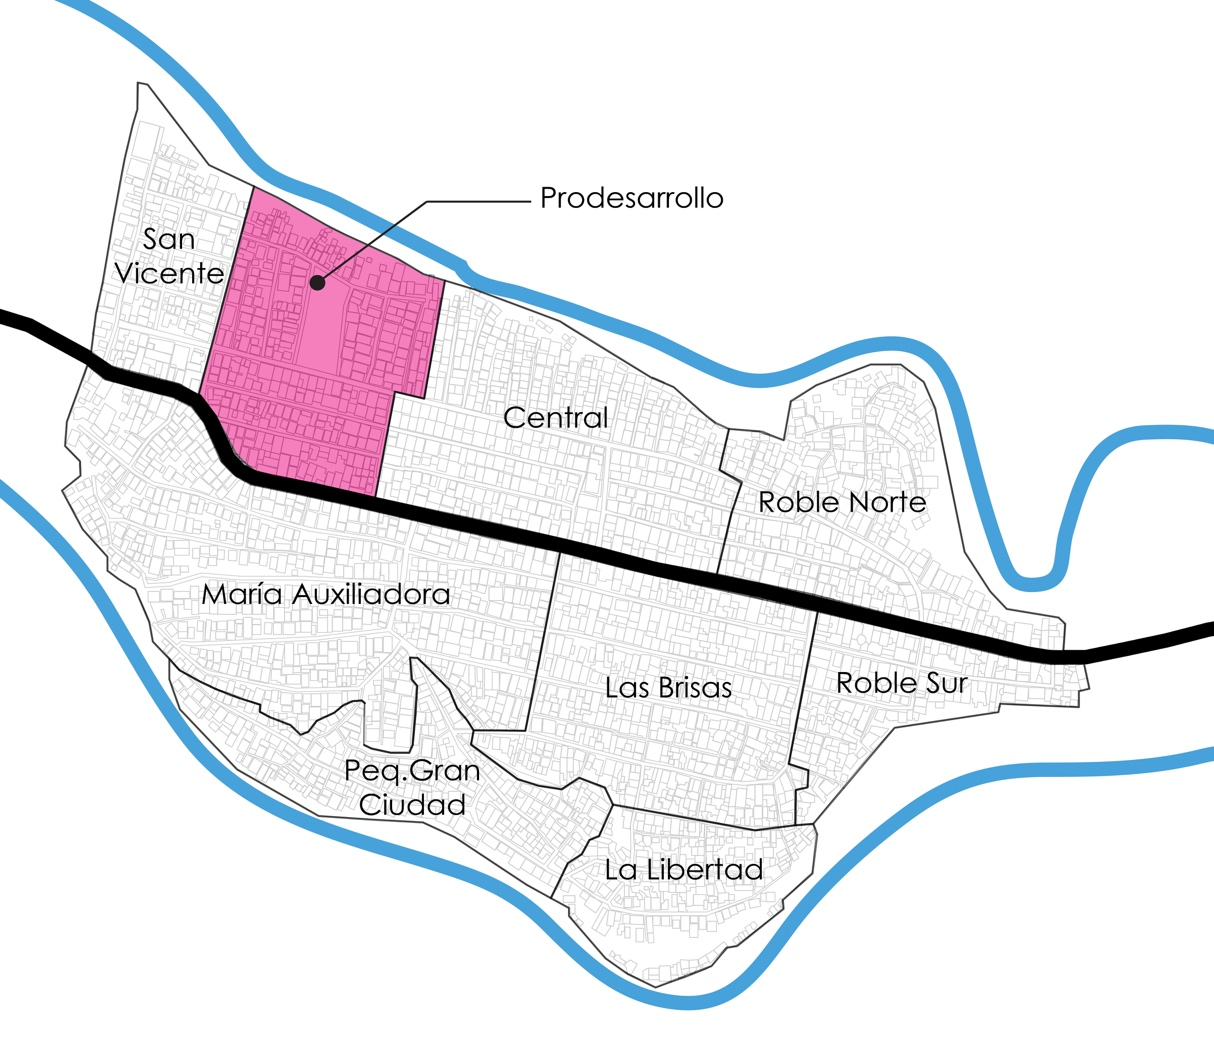 Prodesarrollo
San
Vicente
Central
Roble Norte
María Auxiliadora
Las Brisas
Roble Sur
Peq.Gran
Ciudad
La Libertad